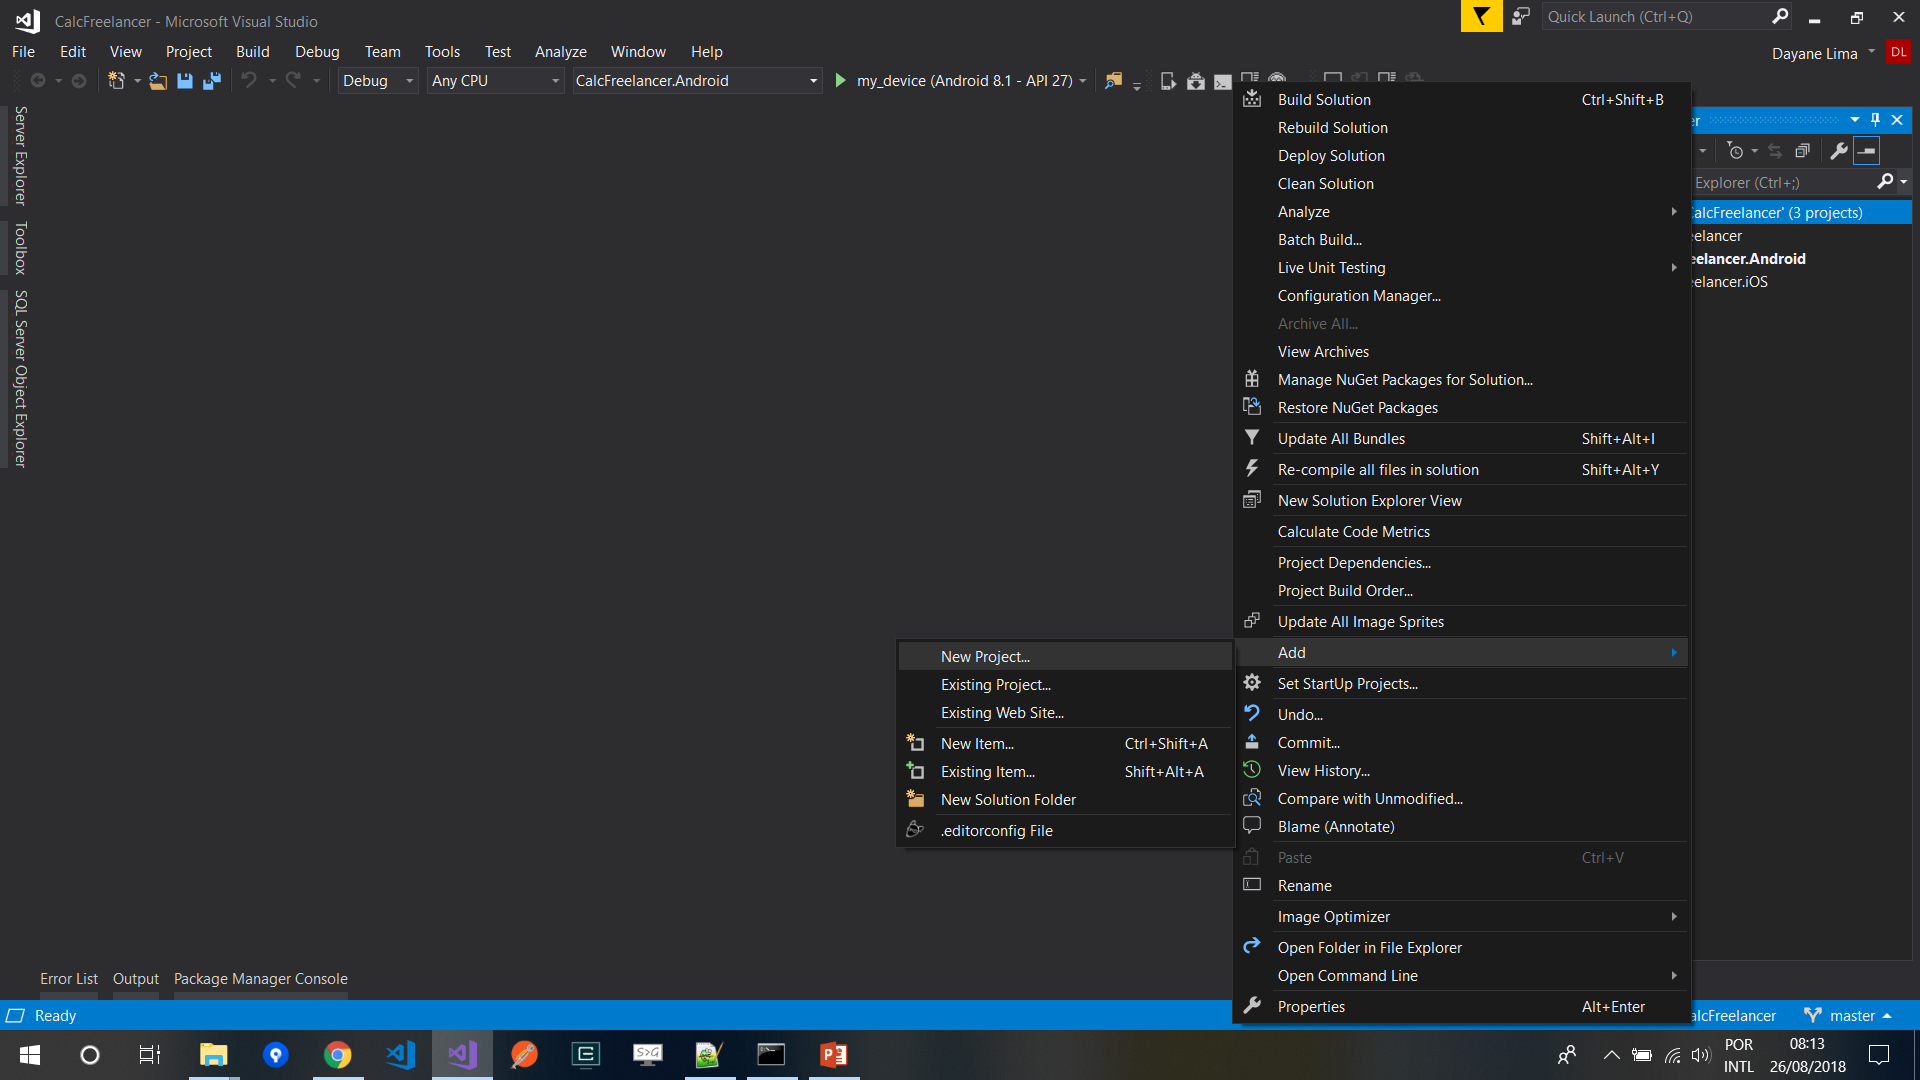 CalcFreelancer - Microsoft Visual Studio
Quick Launch (Ctrl+Q)
File Edit View Project Build Debug Team Tools Test Analyze Window Help
Dayane Lima DL
Debug Any CPU CalcFreelancer.Android my_device (Android 8.1 - API 27)
Server Explorer
Toolbox
SQL Server Object Explorer
Build Solution Ctrl+Shift+B
Rebuild Solution
Deploy Solution
Clean Solution
Analyze
Batch Build...
Live Unit Testing
Configuration Manager...
Archive All...
View Archives
Manage NuGet Packages for Solution...
Restore NuGet Packages
Update All Bundles Shift+Alt+I
Re-compile all files in solution Shift+Alt+Y
New Solution Explorer View
Calculate Code Metrics
Project Dependencies...
Project Build Order...
Update All Image Sprites
Add
Set StartUp Projects...
Undo...
Commit...
View History...
Compare with Unmodified...
Blame (Annotate)
Paste Ctrl+V
Rename
Image Optimizer
Open Folder in File Explorer
Open Command Line
Properties Alt+Enter
New Project...
Existing Project...
Existing Web Site...
New Item... Ctrl+Shift+A
Existing Item... Shift+Alt+A
New Solution Folder
.editorconfig File
er
Explorer (Ctrl+;)
alcFreelancer' (3 projects)
eelancer
eelancer.Android
eelancer.iOS
Error List Output Package Manager Console
Ready
alcFreelancer master
POR
INTL
08:13
26/08/2018